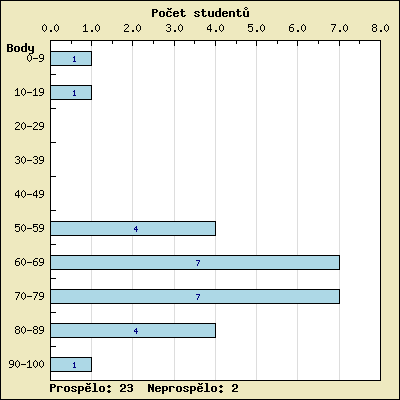 Počet studentů
0.0 1.0 2.0 3.0 4.0 5.0 6.0 7.0 8.0
Body
0-9 1
10-19 1
20-29
30-39
40-49
50-59 4
60-69 7
70-79 7
80-89 4
90-100 1
Prospělo: 23 Neprospělo: 2